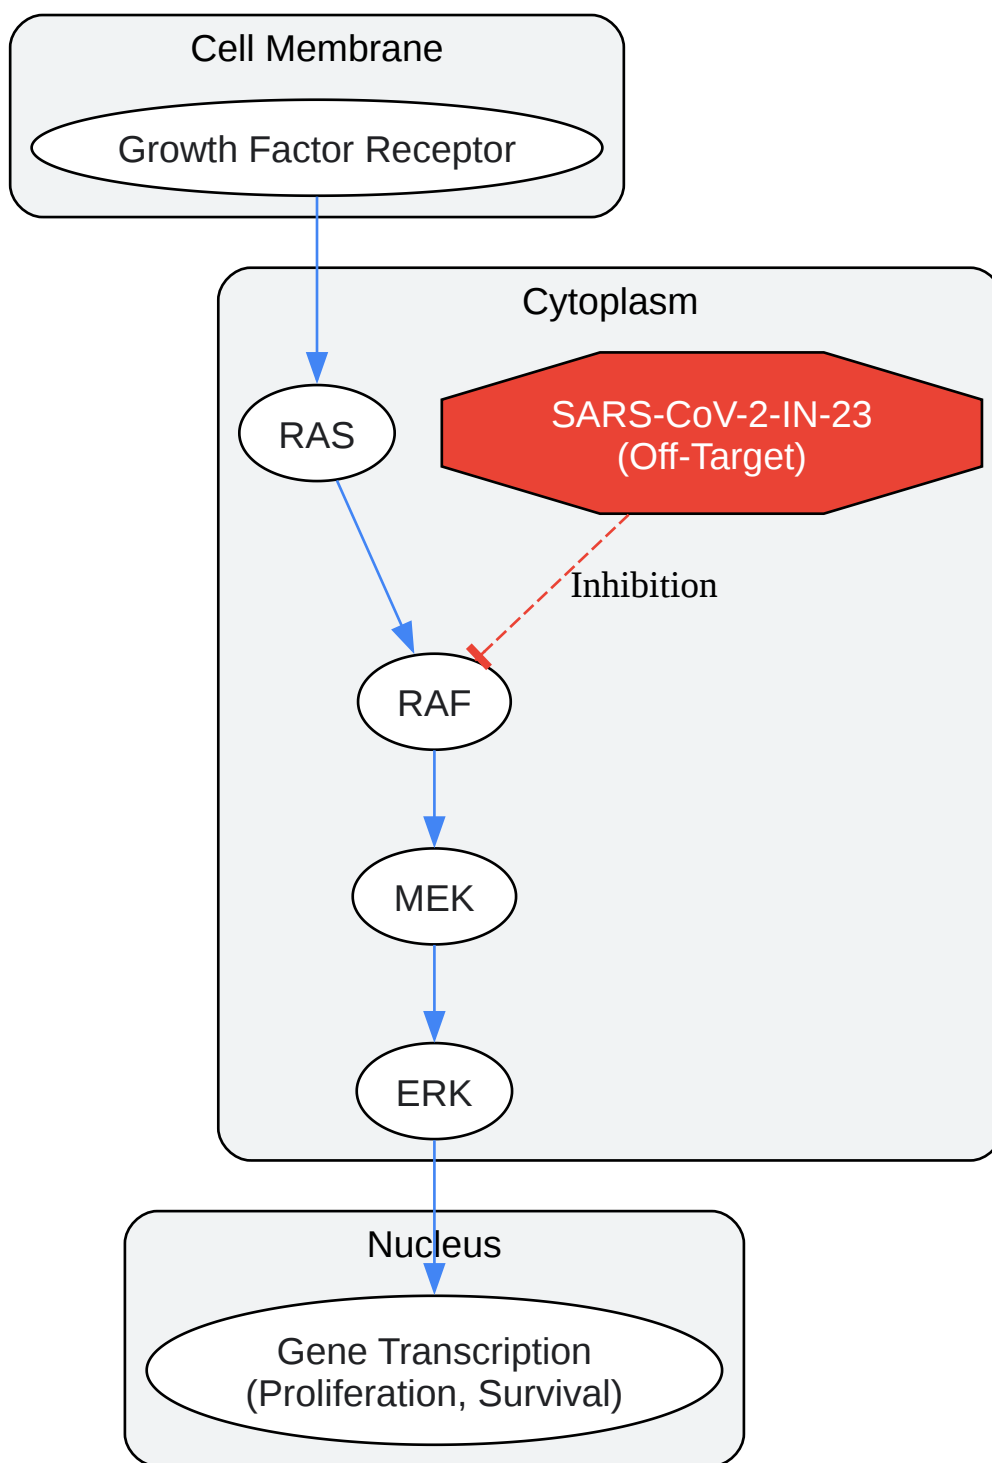 Cell Membrane
Growth Factor Receptor
Cytoplasm
RAS
SARS-CoV-2-IN-23
(Off-Target)
Inhibition
RAF
MEK
ERK
Nucleus
Gene Transcription
(Proliferation, Survival)